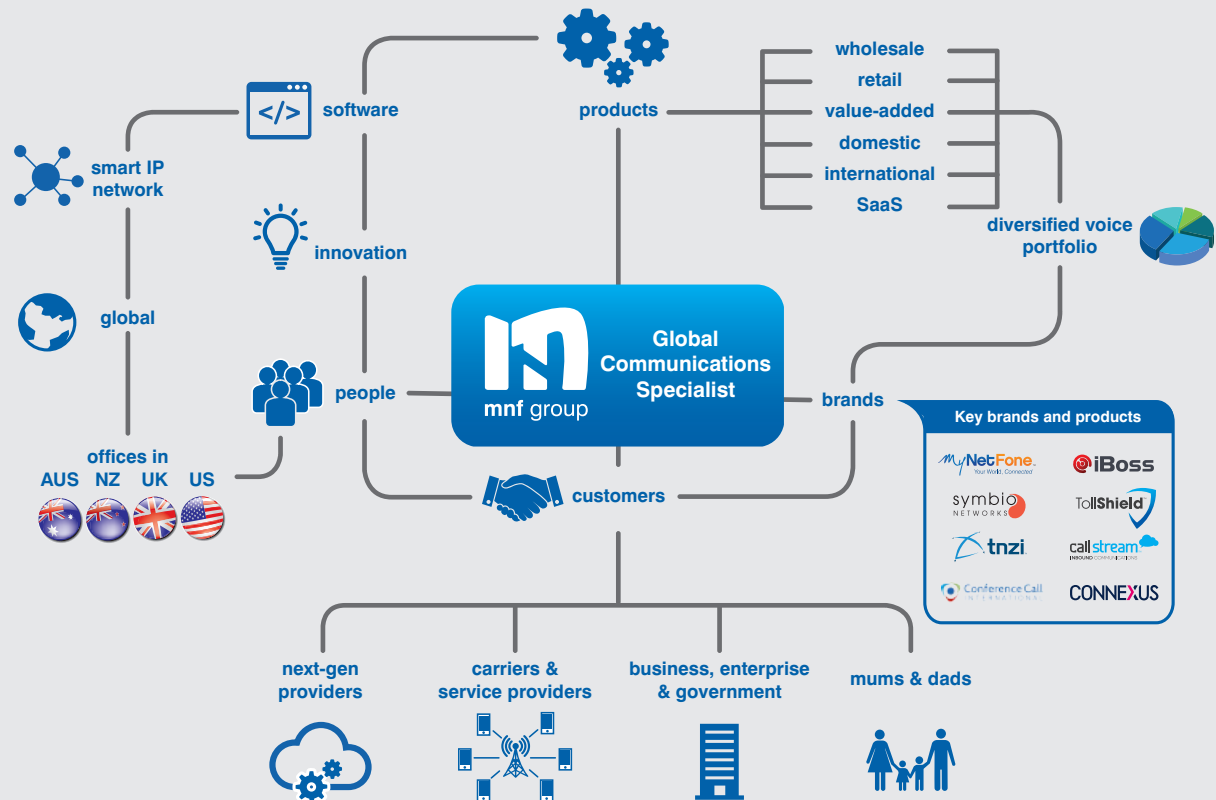 wholesale
retail
products
value-added
domestic
international
SaaS
diversified voice
portfolio
</>
software
smart IP
network
innovation
global
people
offices in
AUS NZ UK US
mnf group
Global
Communications
Specialist
brands
Key brands and products
MyNetFone
Your World. Connected
iBoss
symbio
NETWORKS
TollShield
tnzi
callstream
INBOUND COMMUNICATIONS
Conference Call
INTERNATIONAL
CONNEXUS
customers
next-gen
providers
carriers &
service providers
business, enterprise
& government
mums & dads